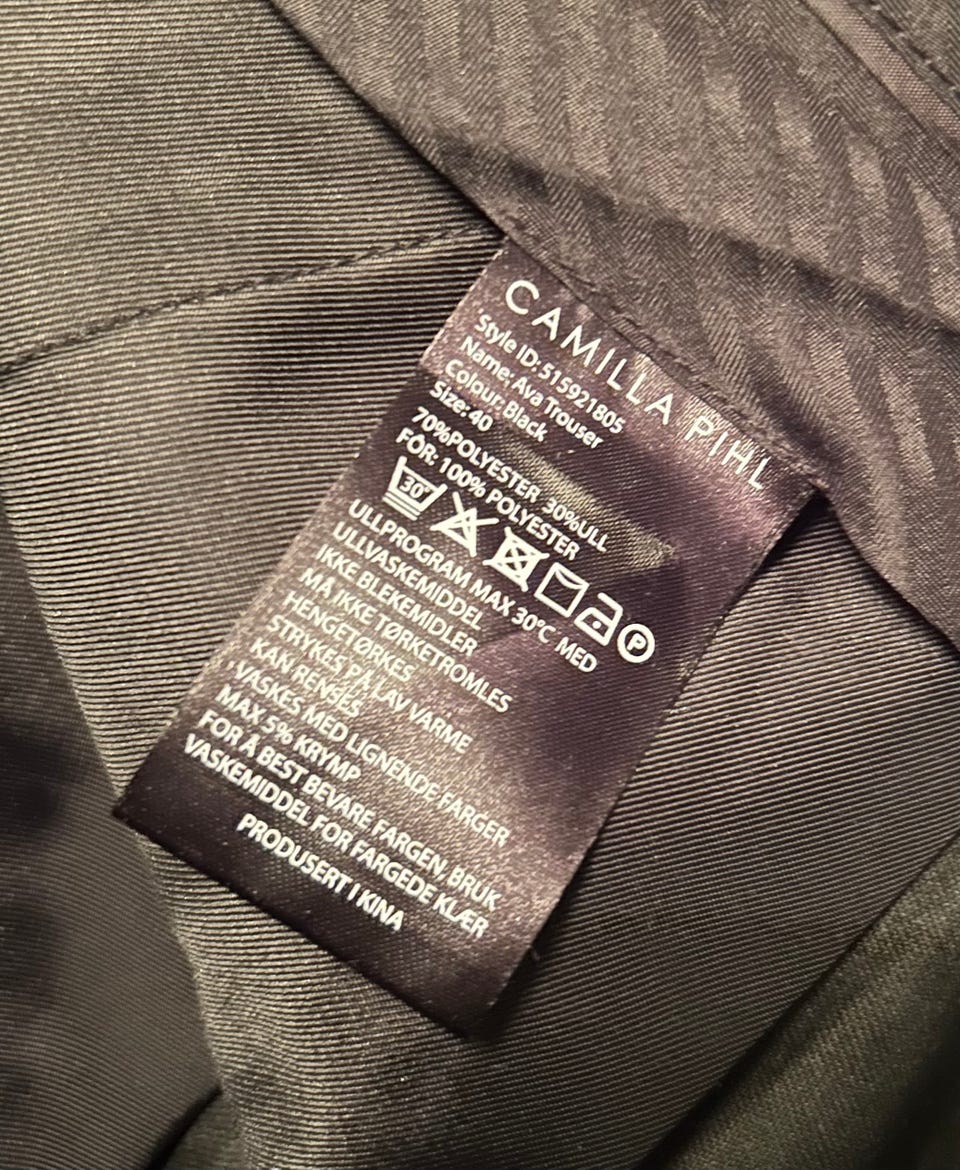 CAMILLA PIHL
Style ID: 515921805
Name: Ava Trouser
Colour: Black
Size: 40
70%POLYESTER 30%ULL
FÔR: 100% POLYESTER
30
P
ULLPROGRAM MAX 30°C MED
ULLVASKEMIDDEL
IKKE BLEKEMIDLER
MÅ IKKE TØRKETROMLES
HENGETØRKES
STRYKES PÅ LAV VARME
KAN RENSES
VASKES MED LIGNENDE FARGER
MAX 5% KRYMP
FOR Å BEST BEVARE FARGEN, BRUK
VASKEMIDDEL FOR FARGEDE KLÆR
PRODUSERT I KINA